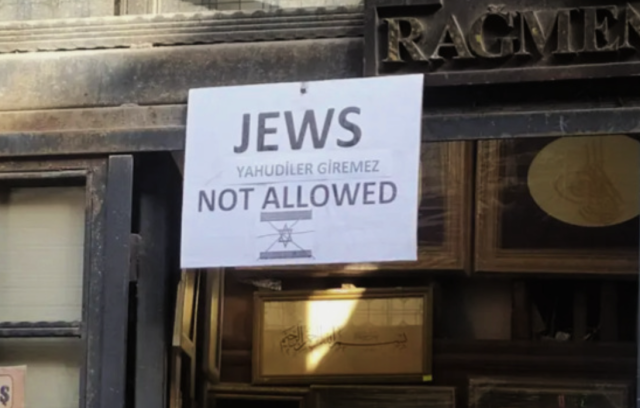 RAĞMEN
JEWS
YAHUDİLER GİREMEZ
NOT ALLOWED